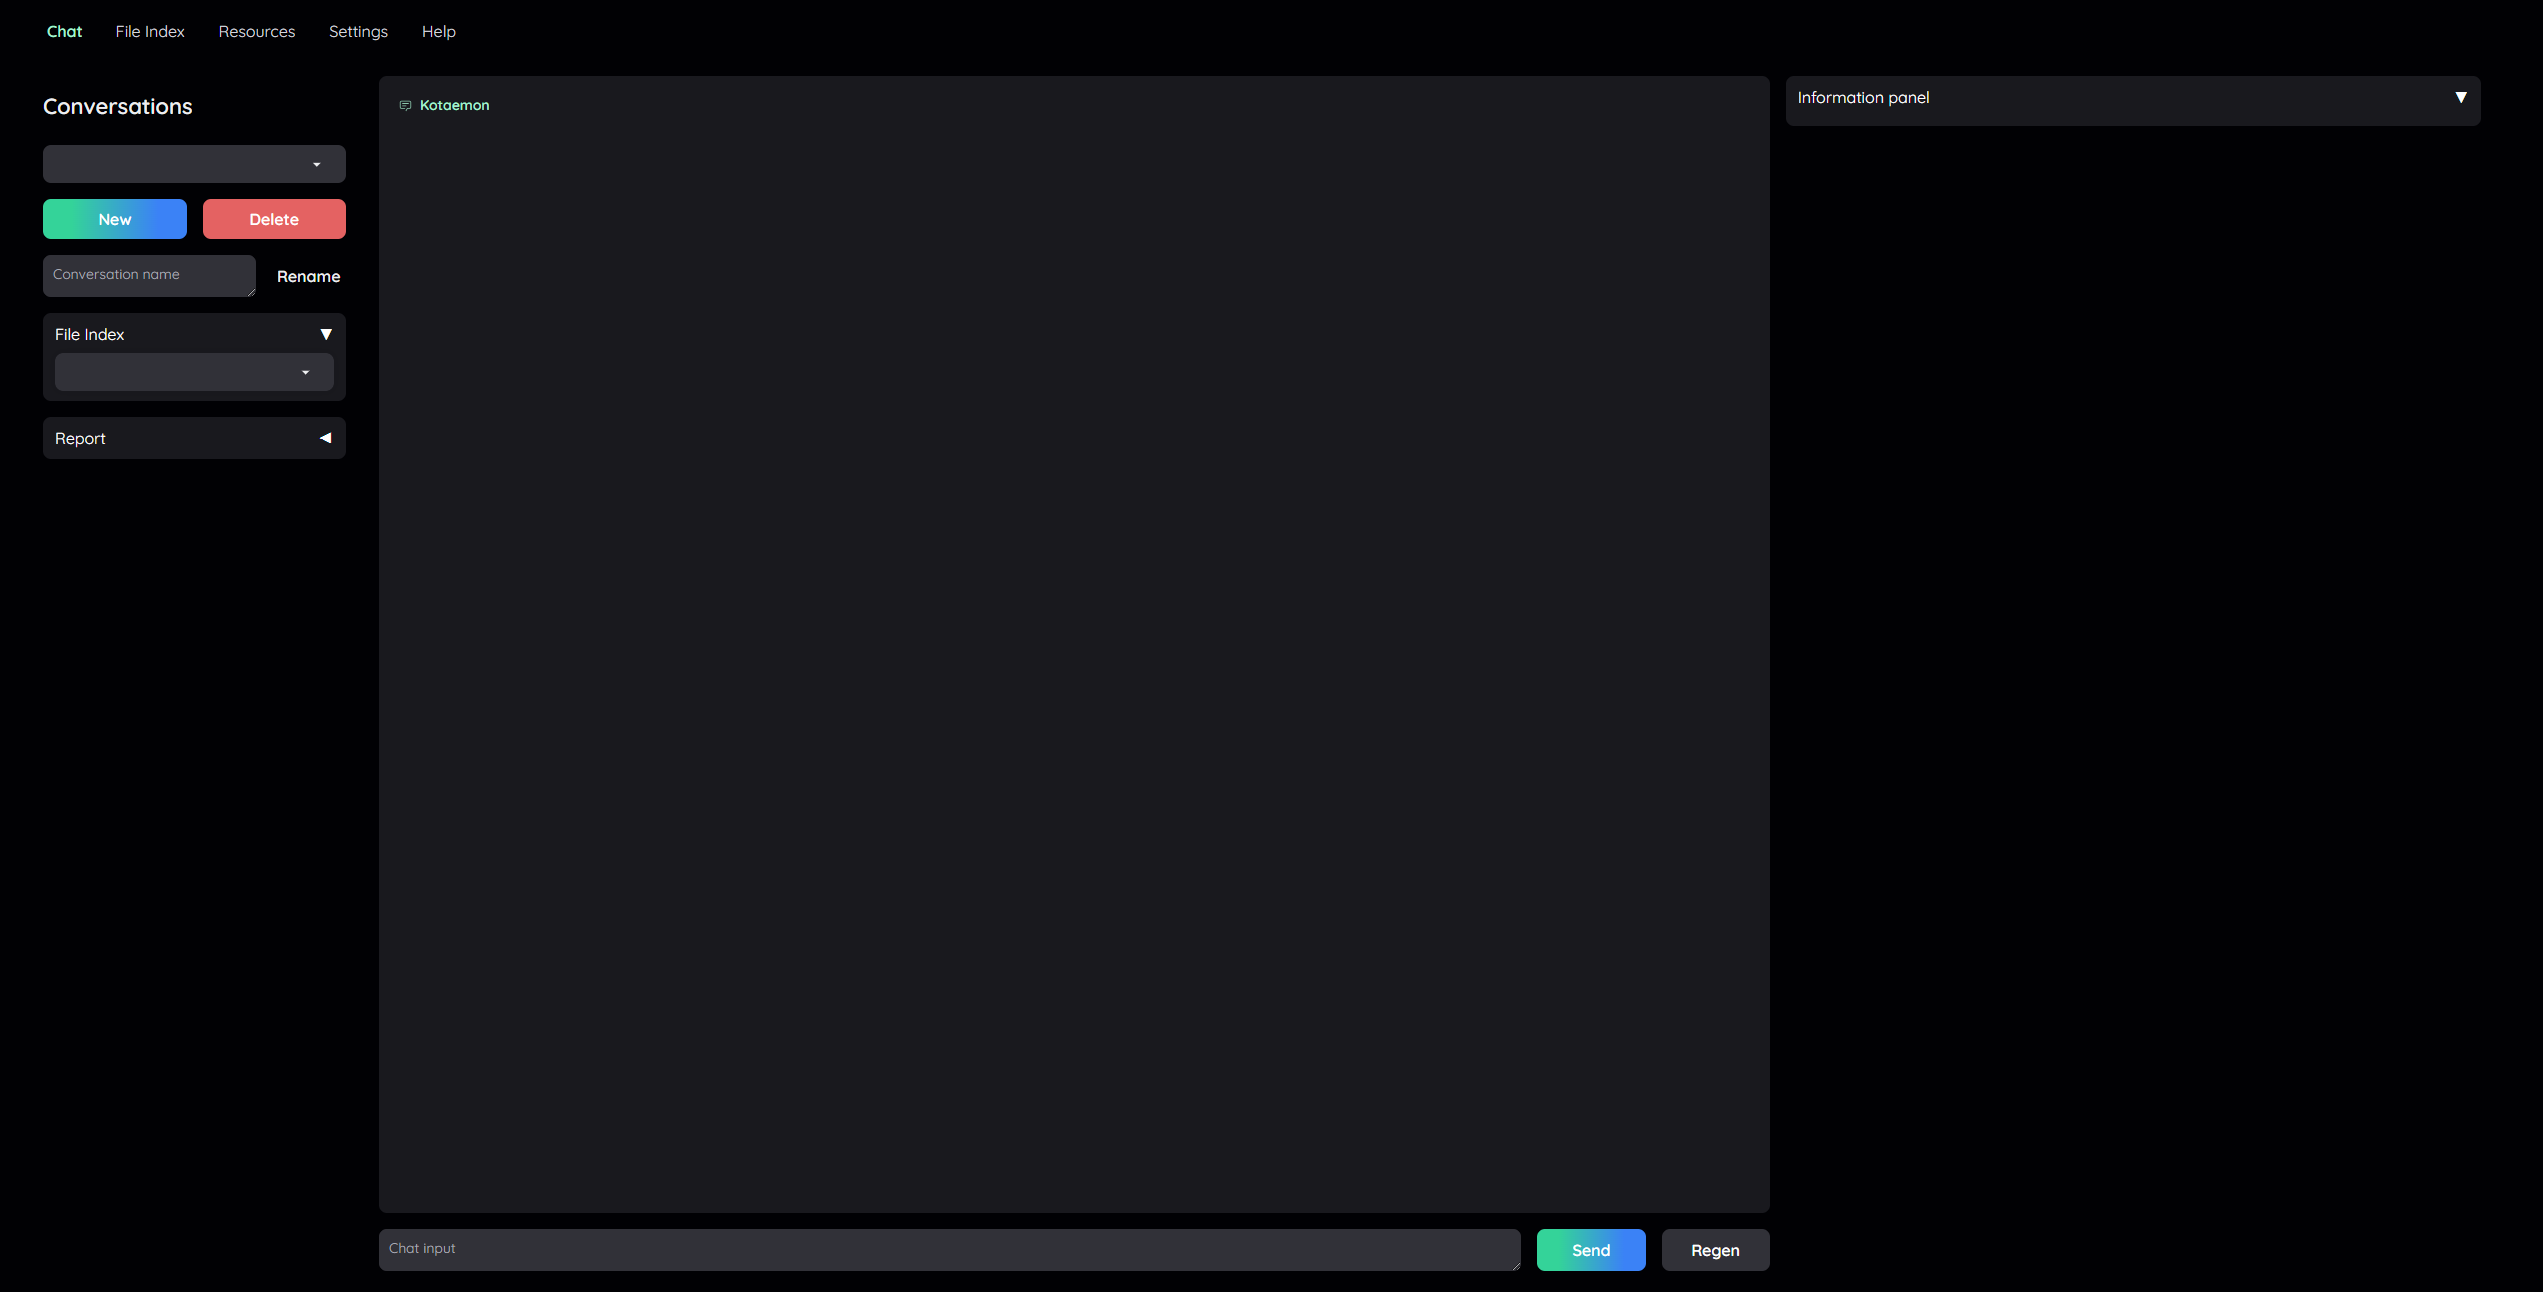 Chat File Index Resources Settings Help
Conversations
New Delete
Conversation name Rename
File Index
Report
Kotaemon
Chat input Send Regen
Information panel